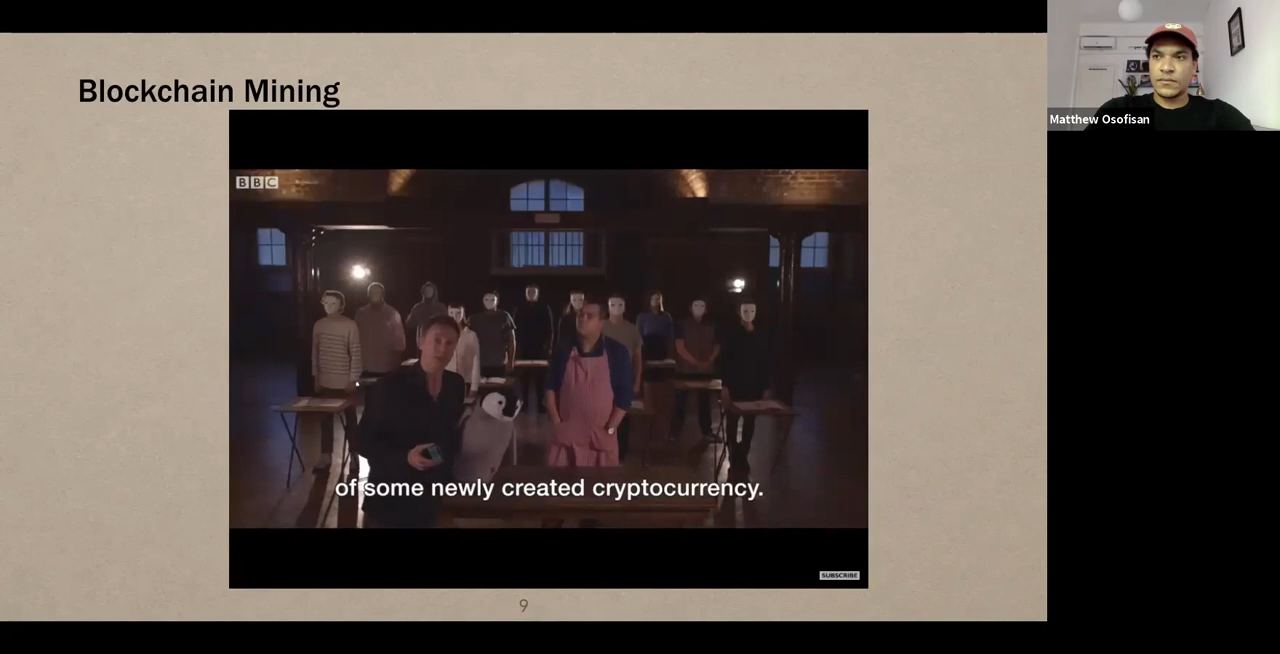 Blockchain Mining
BBC
of some newly created cryptocurrency.
SUBSCRIBE
9
Matthew Osofisan